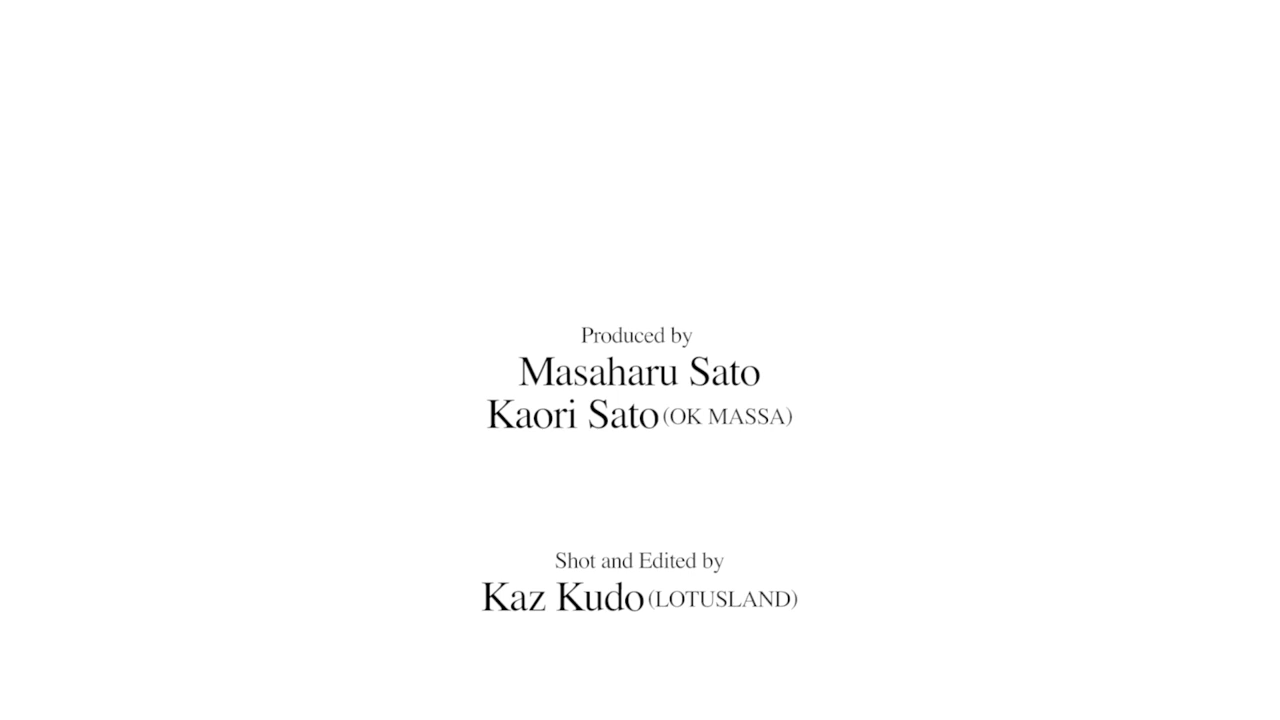 Produced by
Masaharu Sato
Kaori Sato (OK MASSA)
Shot and Edited by
Kaz Kudo (LOTUSLAND)